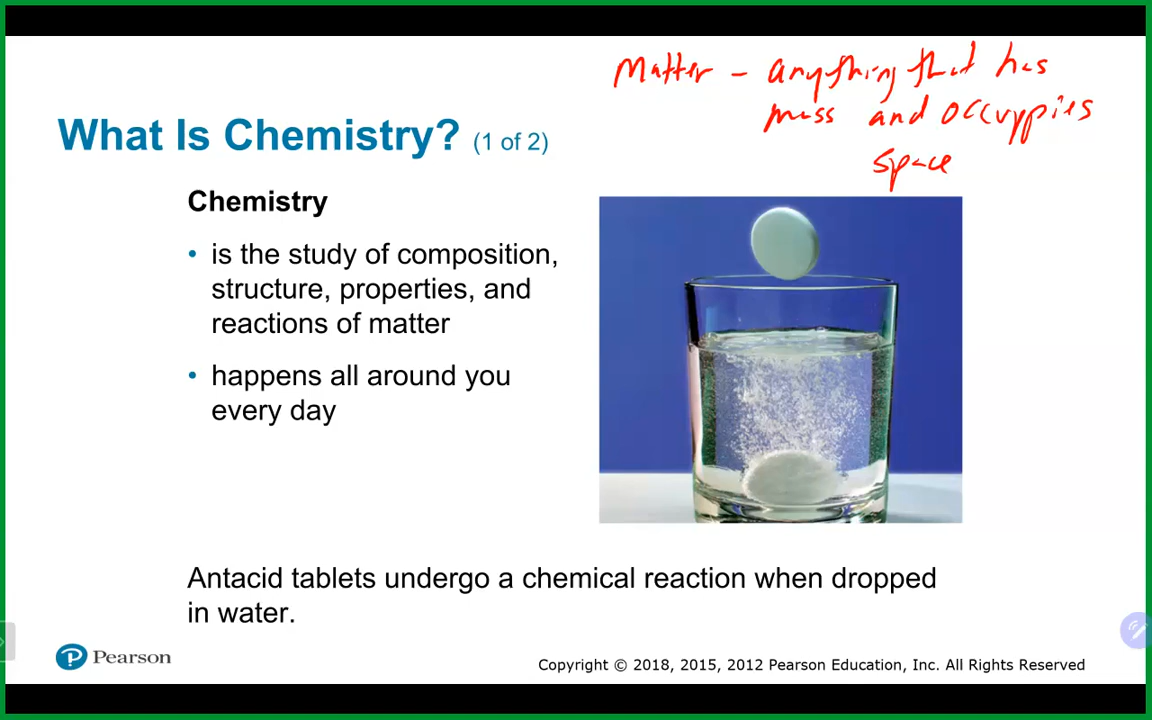 Matter - anything that has
mass and occuppies
space
What Is Chemistry? (1 of 2)
Chemistry
• is the study of composition,
structure, properties, and
reactions of matter
• happens all around you
every day
Antacid tablets undergo a chemical reaction when dropped
in water.
P Pearson
Copyright © 2018, 2015, 2012 Pearson Education, Inc. All Rights Reserved